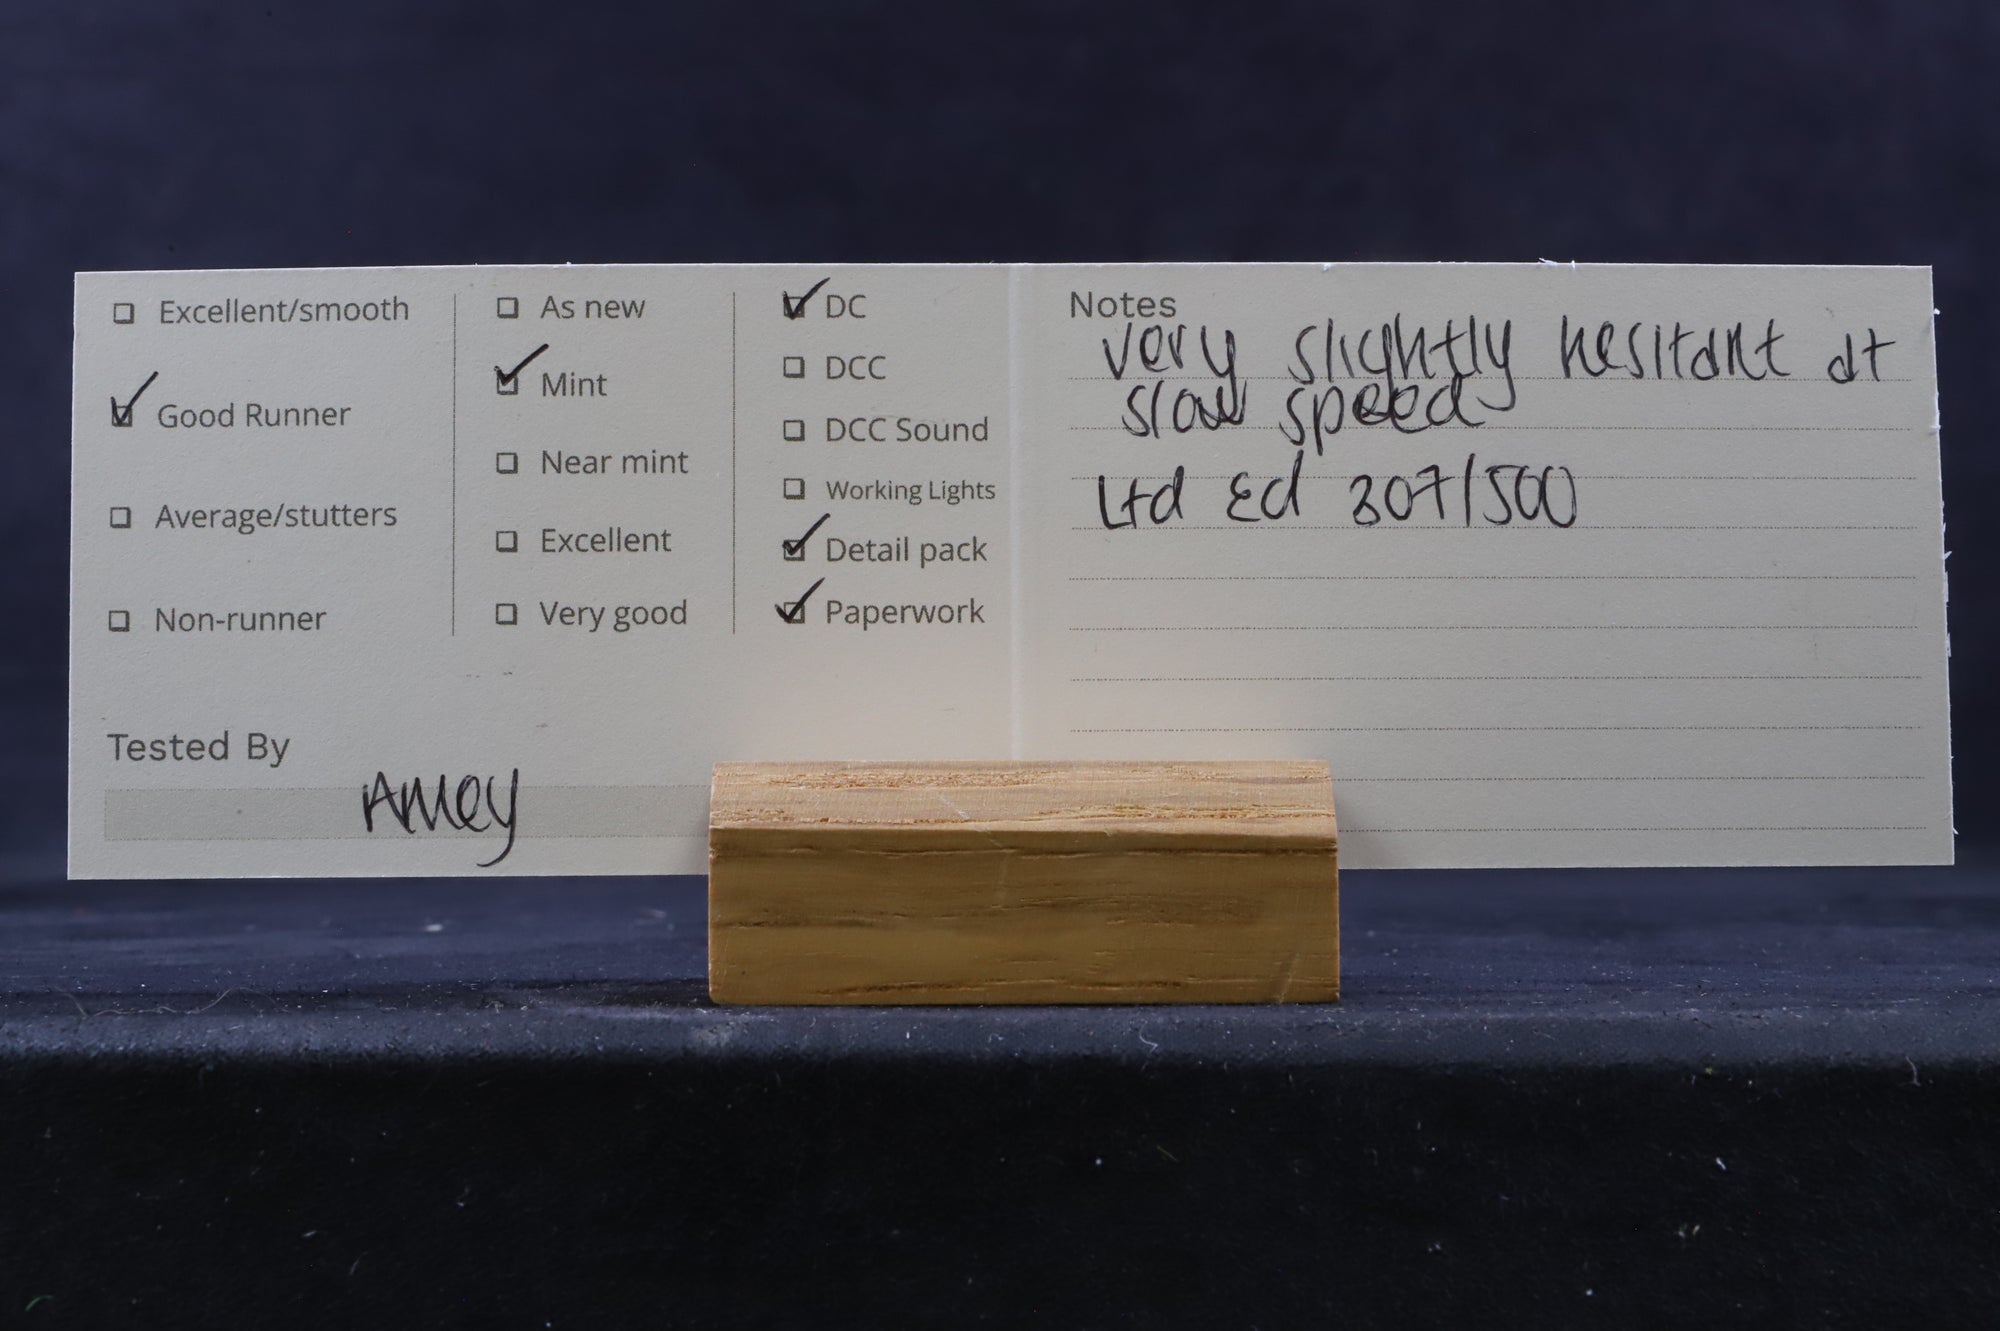 Excellent/smooth
Good Runner
Average/stutters
Non-runner
As new
Mint
Near mint
Excellent
Very good
DC
DCC
DCC Sound
Working Lights
Detail pack
Paperwork
Tested By
Amey
Notes
very slightly hesitant at
slow speed
Ltd Ed 307/500